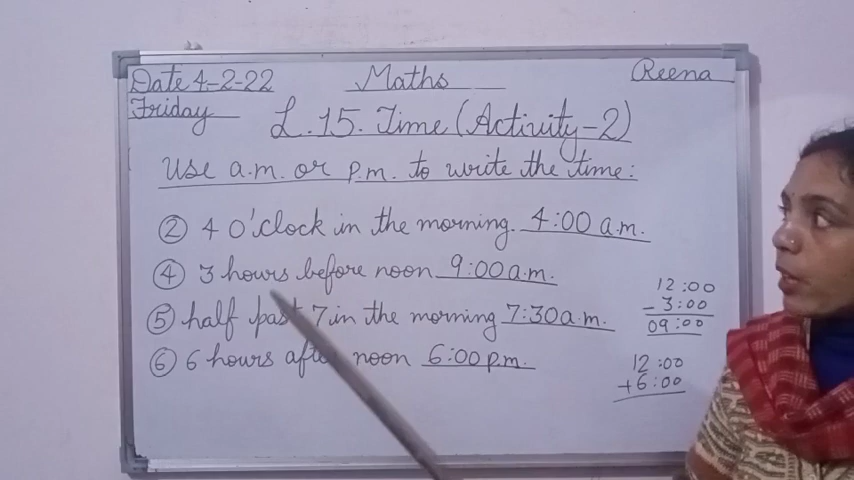 Date 4-2-22 Maths Reena
Friday
L.15. Time (Activity-2)
Use a.m. or p.m. to write the time:
② 4 O'clock in the morning. 4:00 a.m.
④ 3 hours before noon 9:00 a.m.
⑤ half past 7 in the morning 7:30 a.m.
⑥ 6 hours after noon 6:00 p.m.
12:00
- 3:00
09:00
12:00
+6:00